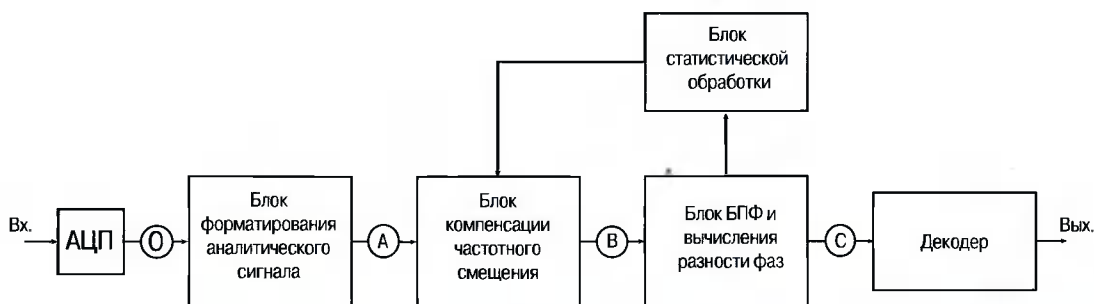 Блок
статистической
обработки
Вх.
АЦП
O
Блок
форматирования
аналитического
сигнала
A
Блок
компенсации
частотного
смещения
B
Блок БПФ и
вычисления
разности фаз
C
Декодер
Вых.